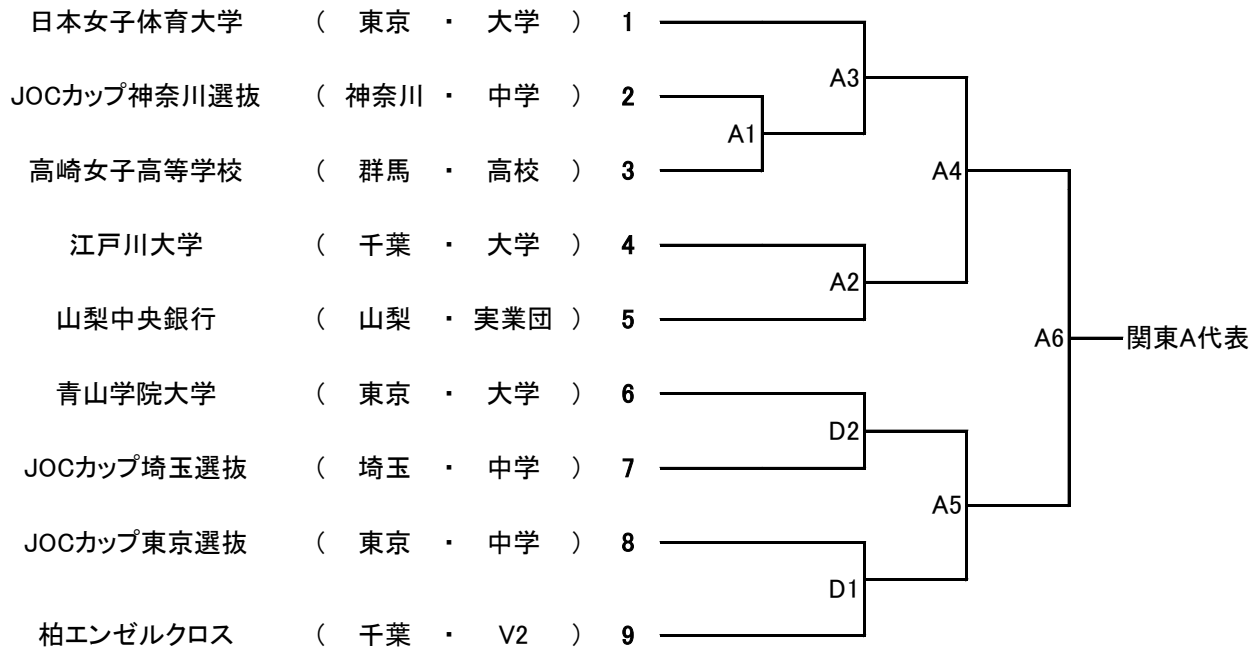 日本女子体育大学 ( 東京 ・ 大学 ) 1
A3
JOCカップ神奈川選抜 ( 神奈川 ・ 中学 ) 2
A1
高崎女子高等学校 ( 群馬 ・ 高校 ) 3
A4
江戸川大学 ( 千葉 ・ 大学 ) 4
A2
山梨中央銀行 ( 山梨 ・ 実業団 ) 5
A6 関東A代表
青山学院大学 ( 東京 ・ 大学 ) 6
D2
JOCカップ埼玉選抜 ( 埼玉 ・ 中学 ) 7
A5
JOCカップ東京選抜 ( 東京 ・ 中学 ) 8
D1
柏エンゼルクロス ( 千葉 ・ V2 ) 9